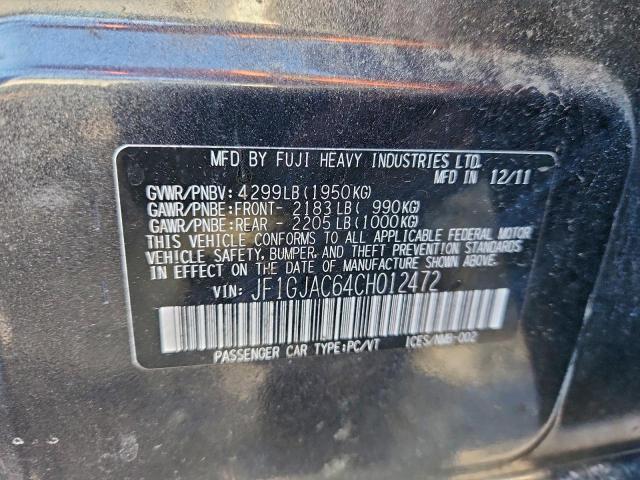 MFD BY FUJI HEAVY INDUSTRIES LTD.
MFD IN 12/11
GVWR/PNBV: 4299LB(1950KG)
GAWR/PNBE:FRONT- 2183LB( 990KG)
GAWR/PNBE:REAR - 2205LB(1000KG)
THIS VEHICLE CONFORMS TO ALL APPLICABLE FEDERAL MOTOR
VEHICLE SAFETY, BUMPER, AND THEFT PREVENTION STANDARDS
IN EFFECT ON THE DATE OF MANUFACTURE SHOWN ABOVE.
VIN: JF1GJAC64CH012472
PASSENGER CAR TYPE:PC/VT ICES/NMB-002